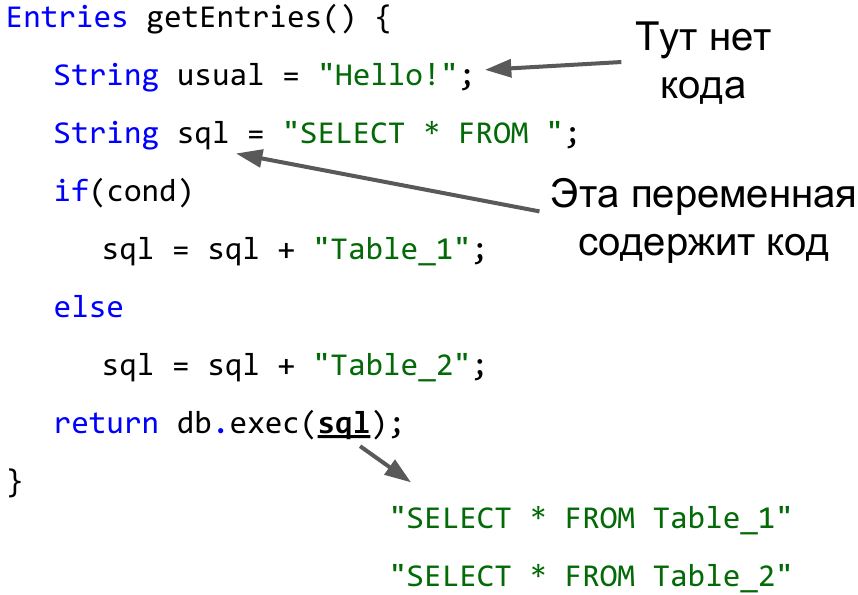 Entries getEntries() {
String usual = "Hello!";
Тут нет
кода
String sql = "SELECT * FROM ";
if(cond)
Эта переменная
содержит код
sql = sql + "Table_1";
else
sql = sql + "Table_2";
return db.exec(sql);
}
"SELECT * FROM Table_1"
"SELECT * FROM Table_2"